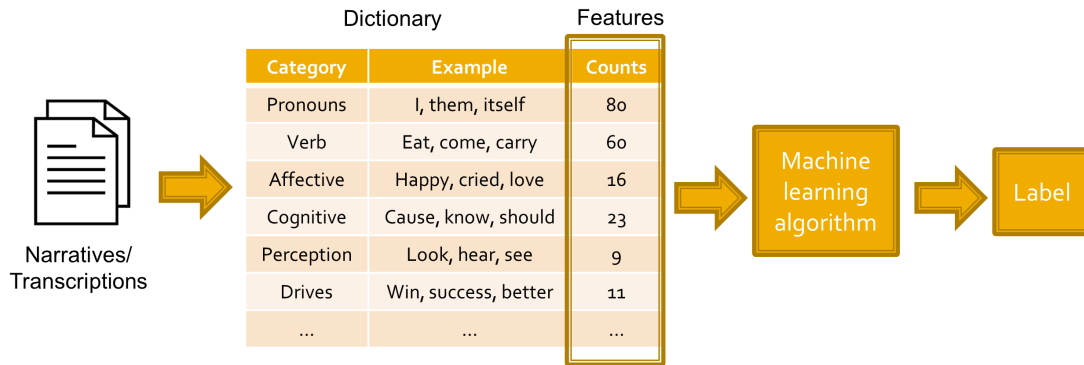 Dictionary
Features
Category Example Counts
Pronouns I, them, itself 80
Verb Eat, come, carry 60
Affective Happy, cried, love 16
Cognitive Cause, know, should 23
Perception Look, hear, see 9
Drives Win, success, better 11
... ... ...
Narratives/
Transcriptions
Machine
learning
algorithm
Label